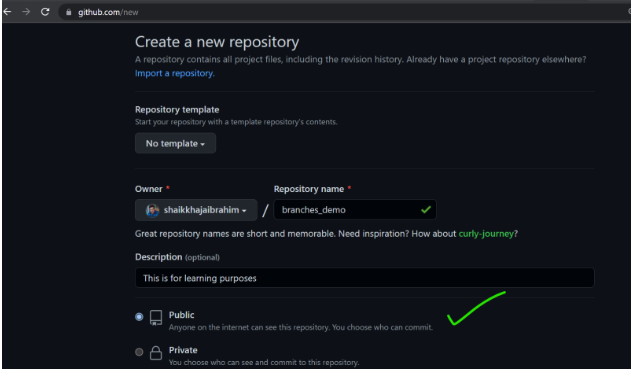 github.com/new
Create a new repository
A repository contains all project files, including the revision history. Already have a project repository elsewhere?
Import a repository.
Repository template
Start your repository with a template repository's contents.
No template
Owner *
Repository name *
shaikkhajaibrahim / branches_demo
Great repository names are short and memorable. Need inspiration? How about curly-journey?
Description (optional)
This is for learning purposes
Public
Anyone on the internet can see this repository. You choose who can commit.
Private
You choose who can see and commit to this repository.